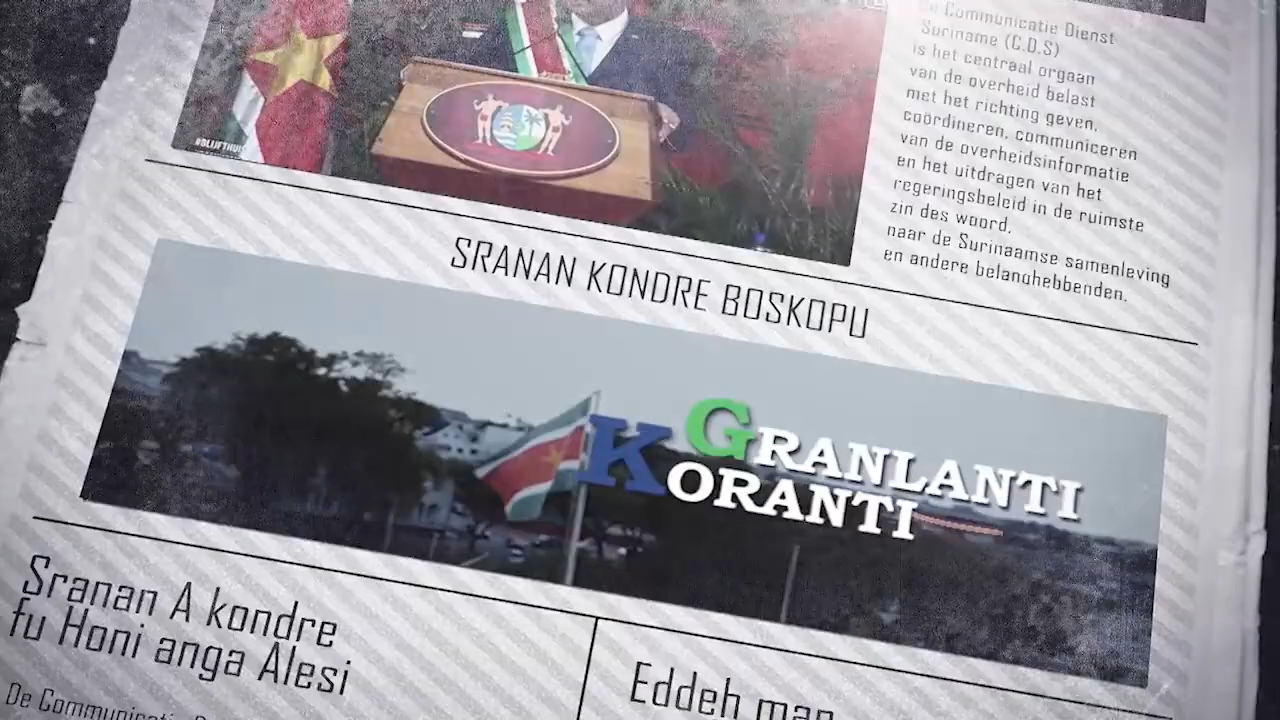 De Communicatie Dienst
Suriname (C.D.S)
is het centraal orgaan
van de overheid belast
met het richting geven,
coördineren, communiceren
van de overheidsinformatie
en het uitdragen van het
regeringsbeleid in de ruimste
zin des woord,
naar de Surinaamse samenleving
en andere belanghebbenden.
SRANAN KONDRE BOSKOPU
GRANLANTI
KORANTI
Sranan A kondre
fu Honi anga Alesi
De
Eddeh man